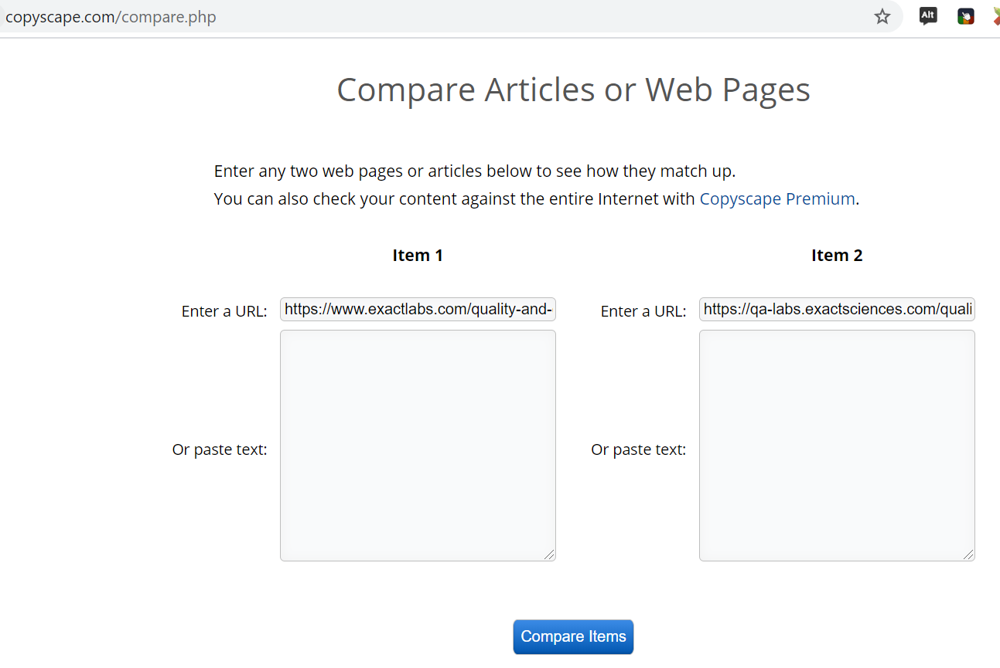 copyscape.com/compare.php
Alt
Compare Articles or Web Pages
Enter any two web pages or articles below to see how they match up.
You can also check your content against the entire Internet with Copyscape Premium.
Item 1 Item 2
Enter a URL: https://www.exactlabs.com/quality-and- Enter a URL: https://qa-labs.exactsciences.com/quali
Or paste text: Or paste text:
Compare Items